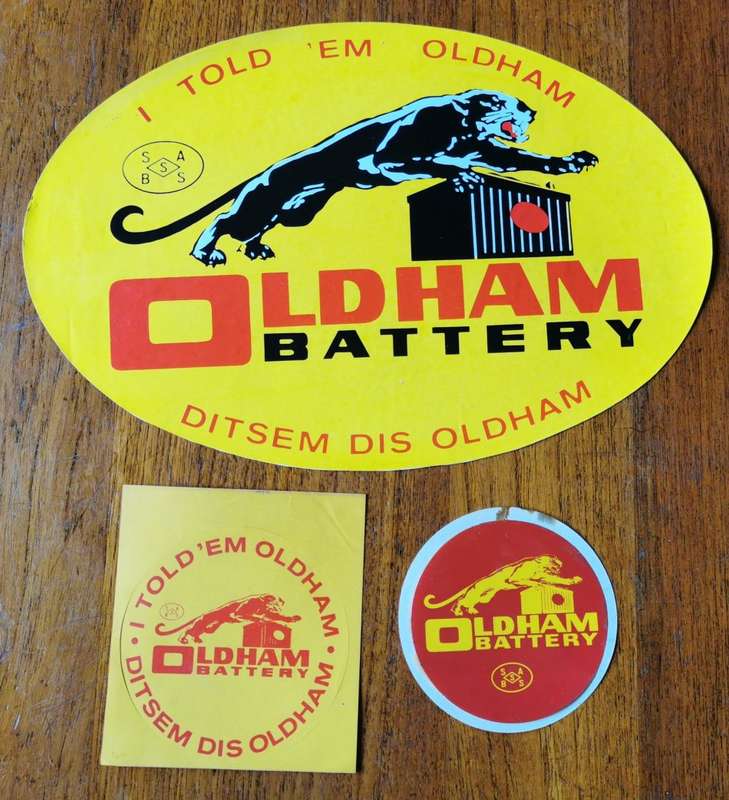 I TOLD 'EM OLDHAM
S A
S
B S
OLDHAM
BATTERY
DITSEM DIS OLDHAM
I TOLD 'EM OLDHAM
OLDHAM
BATTERY
DITSEM DIS OLDHAM
OLDHAM
BATTERY
S A
S
B S